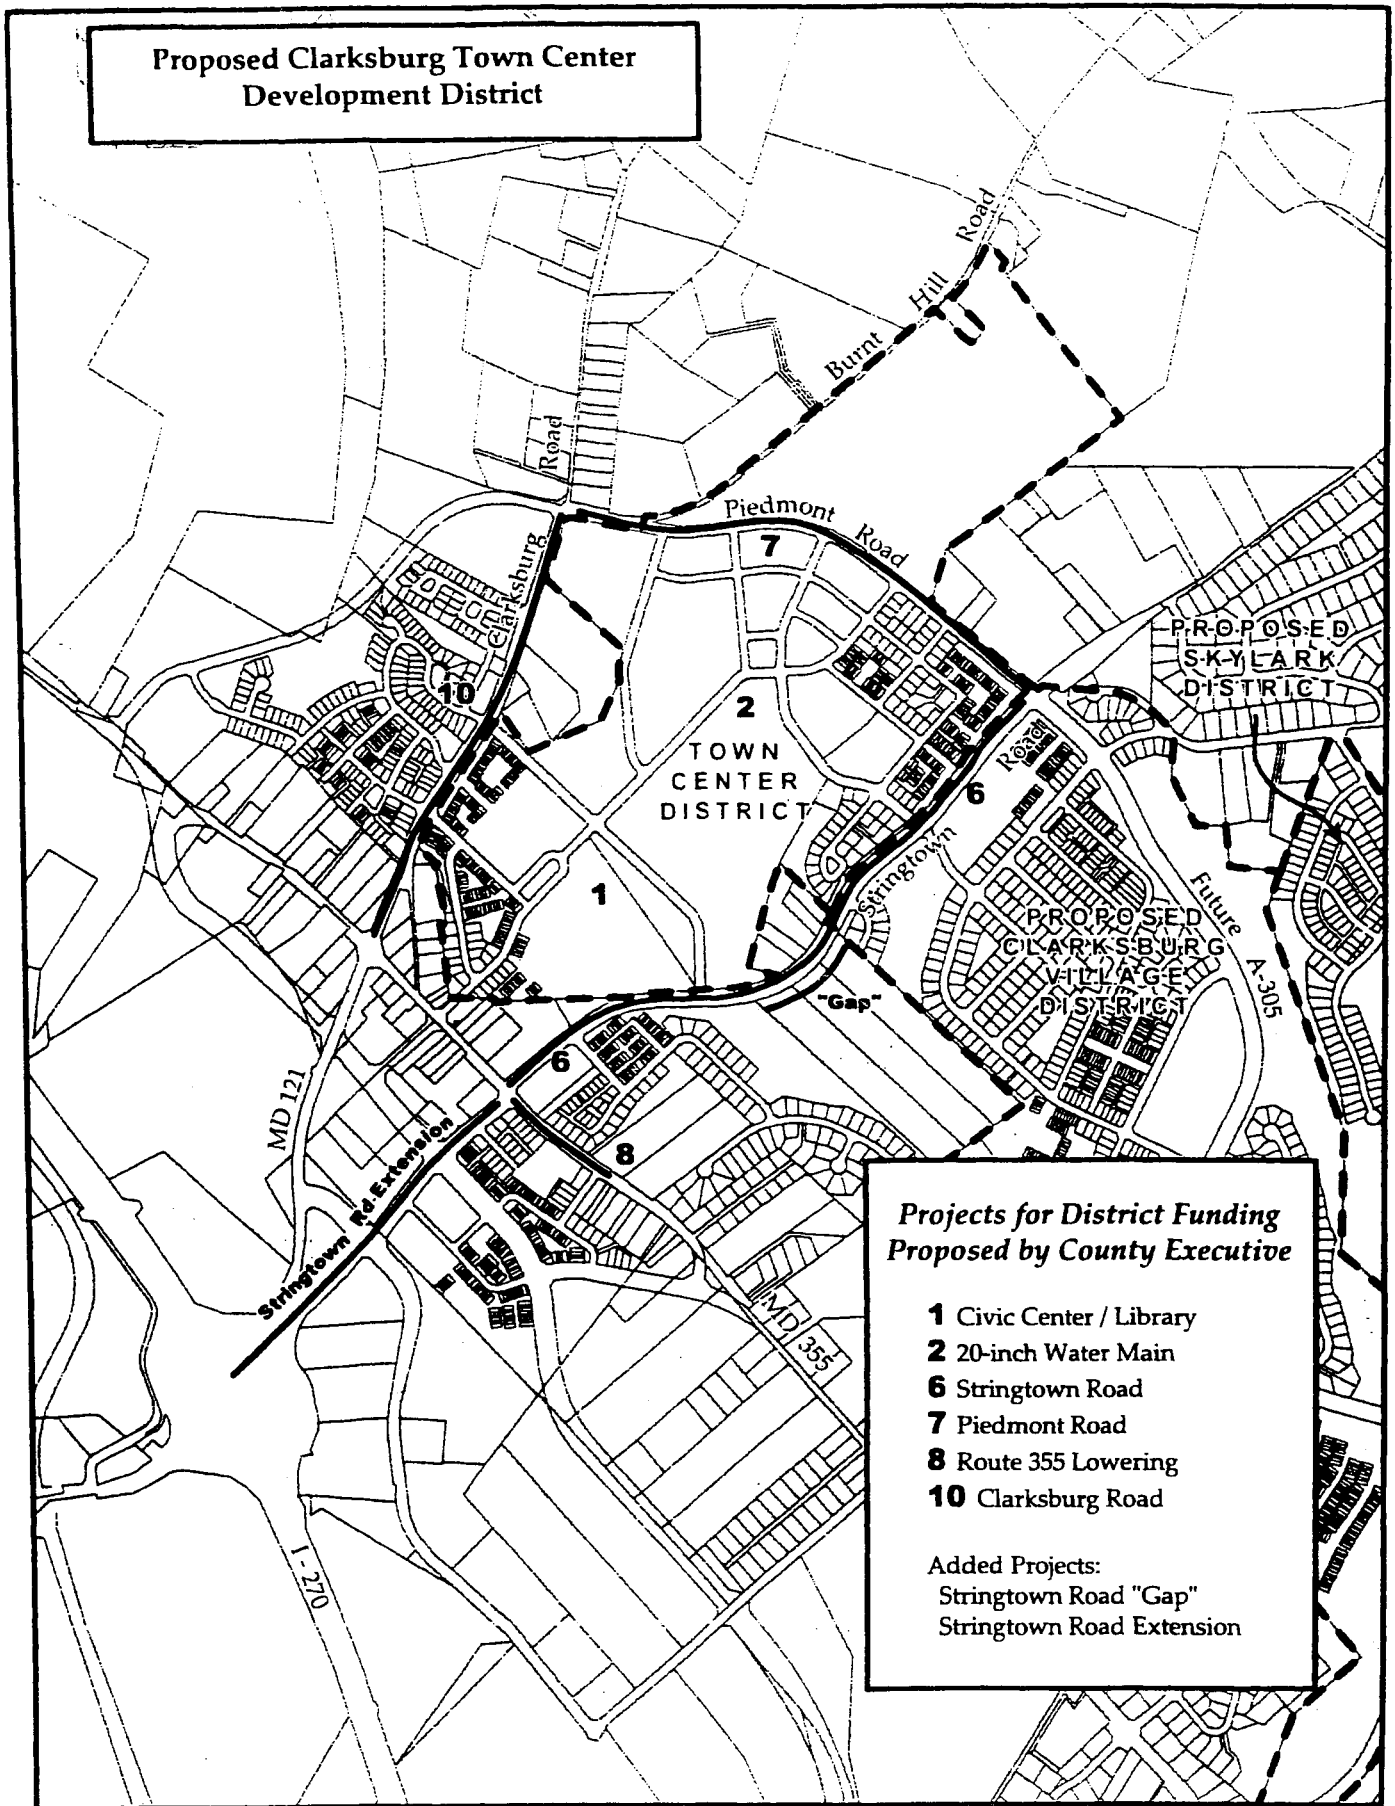 Proposed Clarksburg Town Center
Development District
Road
Hill
Burnt
Road
Piedmont
Road
7
Clarksburg
10
2
TOWN
CENTER
DISTRICT
PROPOSED
SKYLARK
DISTRICT
Road
6
Stringtown
1
PROPOSED
CLARKSBURG
VILLAGE
DISTRICT
Future
A-305
"Gap"
6
MD 121
8
Stringtown Rd Extension
MD 355
I-270
Projects for District Funding
Proposed by County Executive
1 Civic Center / Library
2 20-inch Water Main
6 Stringtown Road
7 Piedmont Road
8 Route 355 Lowering
10 Clarksburg Road
Added Projects:
Stringtown Road "Gap"
Stringtown Road Extension